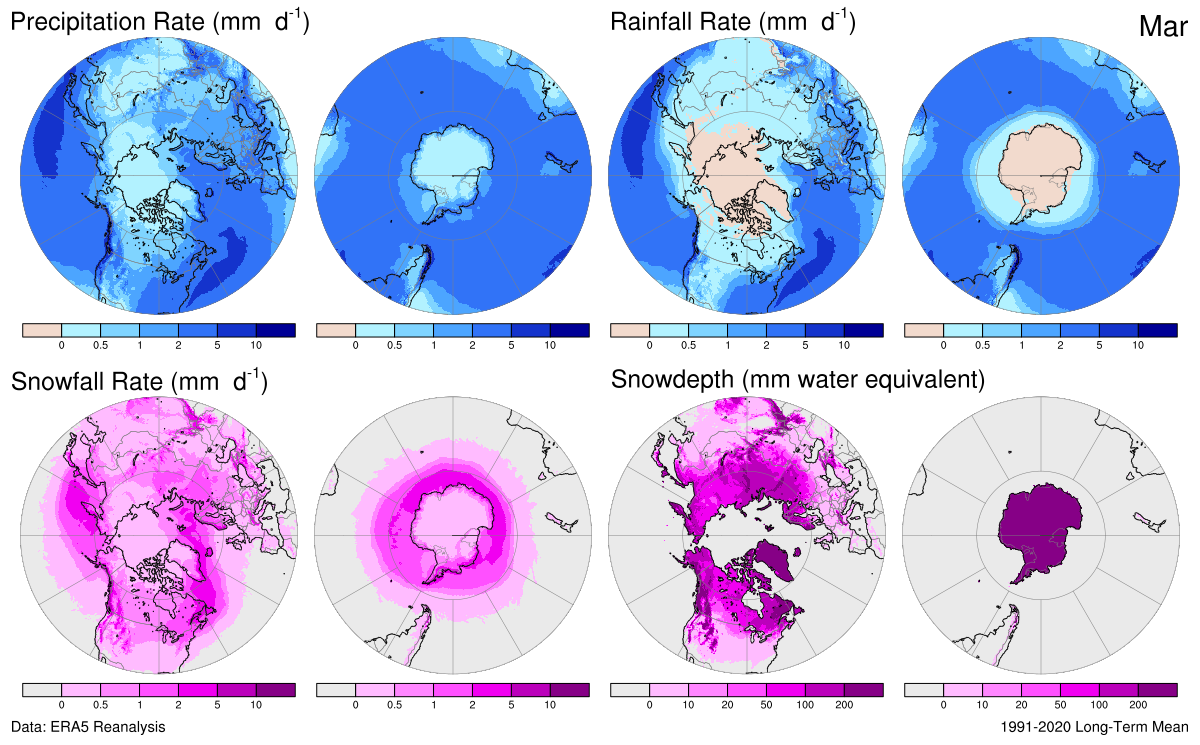 Precipitation Rate (mm d⁻¹)
Rainfall Rate (mm d⁻¹)
Mar
0 0.5 1 2 5 10
0 0.5 1 2 5 10
0 0.5 1 2 5 10
0 0.5 1 2 5 10
Snowfall Rate (mm d⁻¹)
Snowdepth (mm water equivalent)
0 0.5 1 2 5 10
0 0.5 1 2 5 10
0 10 20 50 100 200
0 10 20 50 100 200
Data: ERA5 Reanalysis
1991-2020 Long-Term Mean